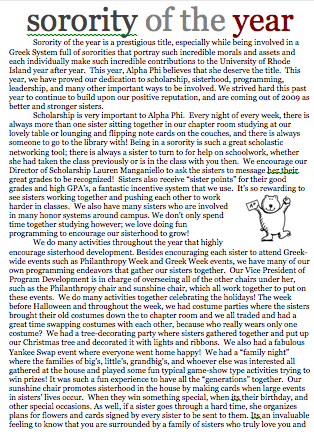 sorority of the year
Sorority of the year is a prestigious title, especially while being involved in a
Greek System full of sororities that portray such incredible morals and assets and
each individually make such incredible contributions to the University of Rhode
Island year after year.  This year, Alpha Phi believes that she deserve the title.  This
year, we have proved our dedication to scholarship, sisterhood, programming,
leadership, and many other important ways to be involved.  We strived hard this past
year to continue to build upon our positive reputation, and are coming out of 2009 as
better and stronger sisters.
Scholarship is very important to Alpha Phi.  Every night of every week, there is
always more than one sister sitting together in our chapter room studying at our
lovely table or lounging and flipping note cards on the couches, and there is always
someone to go to the library with! Being in a sorority is such a great scholastic
networking tool; there is always a sister to turn to for help on schoolwork, whether
she had taken the class previously or is in the class with you then.  We encourage our
Director of Scholarship Lauren Manganiello to ask the sisters to message her their
great grades to be recognized!  Sisters also receive "sister points" for their good
grades and high GPA's, a fantastic incentive system that we use.  It's so rewarding to
see sisters working together and pushing each other to work
harder in classes.  We also have many sisters who are involved
in many honor systems around campus. We don't only spend
time together studying however; we love doing fun
programming to encourage our sisterhood to grow!
We do many activities throughout the year that highly
encourage sisterhood development. Besides encouraging each sister to attend Greek-
wide events such as Philanthropy Week and Greek Week events, we have many of our
own programming endeavors that gather our sisters together.  Our Vice President of
Program Development is in charge of overseeing all of the other chairs under her,
such as the Philanthropy chair and sunshine chair, which all work together to put on
these events.  We do many activities together celebrating the holidays! The week
before Halloween and throughout the week, we had costume parties where the sisters
brought their old costumes down the to chapter room and we all traded and had a
great time swapping costumes with each other, because who really wears only one
costume?  We had a tree-decorating party where sisters gathered together and put up
our Christmas tree and decorated it with lights and ribbons.  We also had a fabulous
Yankee Swap event where everyone went home happy!  We had a "family night"
where the families of big's, little's, grandbig's, and whoever else was interested all
gathered at the house and played some fun typical game-show type activities trying to
win prizes! It was such a fun experience to have all the "generations" together.  Our
sunshine chair promotes sisterhood in the house by making cards when large events
in sisters' lives occur.  When they win something special, when its their birthday, and
other special occasions. As well, if a sister goes through a hard time, she organizes
plans for flowers and cards signed by every sister to be sent to them. Its an invaluable
feeling to know that you are surrounded by a family of sisters who truly love you and